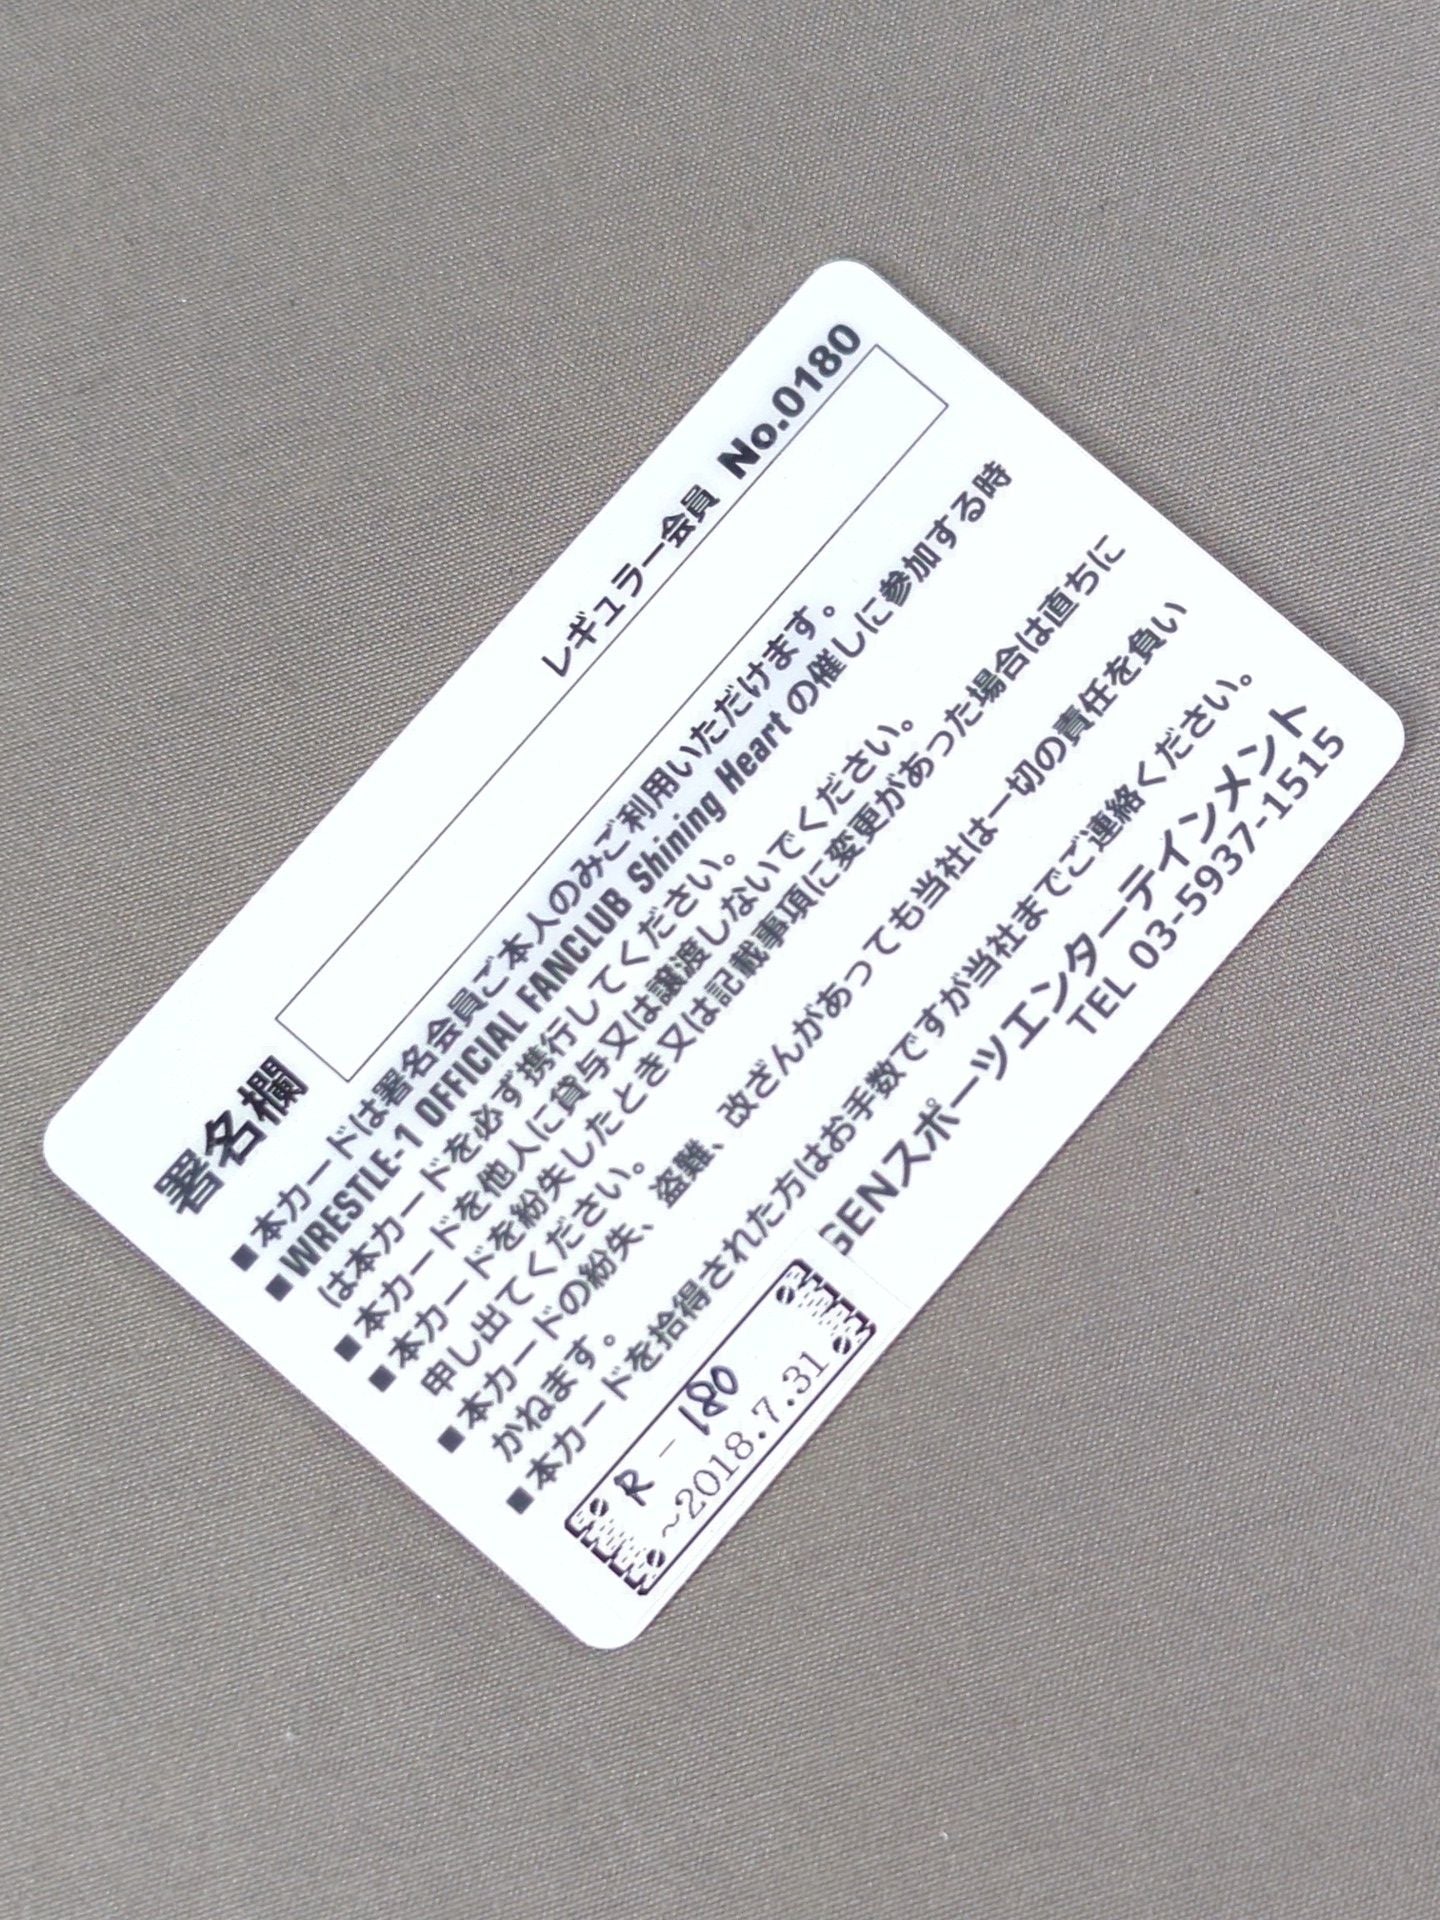 レギュラー会員 No.0180
署名欄
■本カードは署名会員ご本人のみご利用いただけます。
■WRESTLE-1 OFFICIAL FANCLUB Shining Heart の催しに参加する時
は本カードを必ず携行してください。
■本カードを他人に貸与又は譲渡しないでください。
■本カードを紛失したとき又は記載事項に変更があった場合は直ちに
申し出てください。
■本カードの紛失、盗難、改ざんがあっても当社は一切の責任を負い
かねます。
■本カードを拾得された方はお手数ですが当社までご連絡ください。
GENスポーツエンターテインメント
TEL 03-5937-1515
R - 180
~2018.7.31